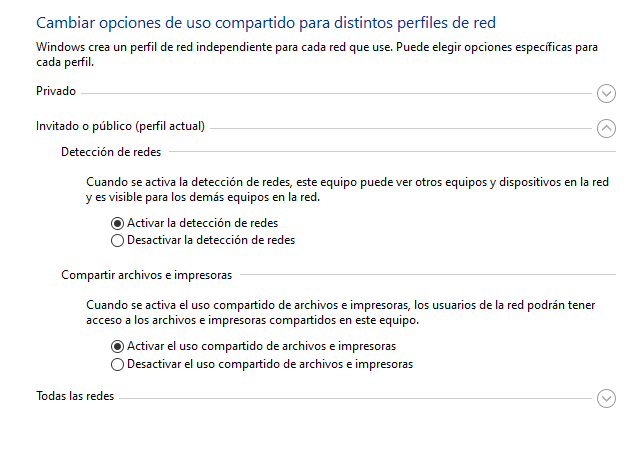 Cambiar opciones de uso compartido para distintos perfiles de red
Windows crea un perfil de red independiente para cada red que use. Puede elegir opciones específicas para
cada perfil.
Privado
Invitado o público (perfil actual)
Detección de redes
Cuando se activa la detección de redes, este equipo puede ver otros equipos y dispositivos en la red
y es visible para los demás equipos en la red.
Activar la detección de redes
Desactivar la detección de redes
Compartir archivos e impresoras
Cuando se activa el uso compartido de archivos e impresoras, los usuarios de la red podrán tener
acceso a los archivos e impresoras compartidos en este equipo.
Activar el uso compartido de archivos e impresoras
Desactivar el uso compartido de archivos e impresoras
Todas las redes